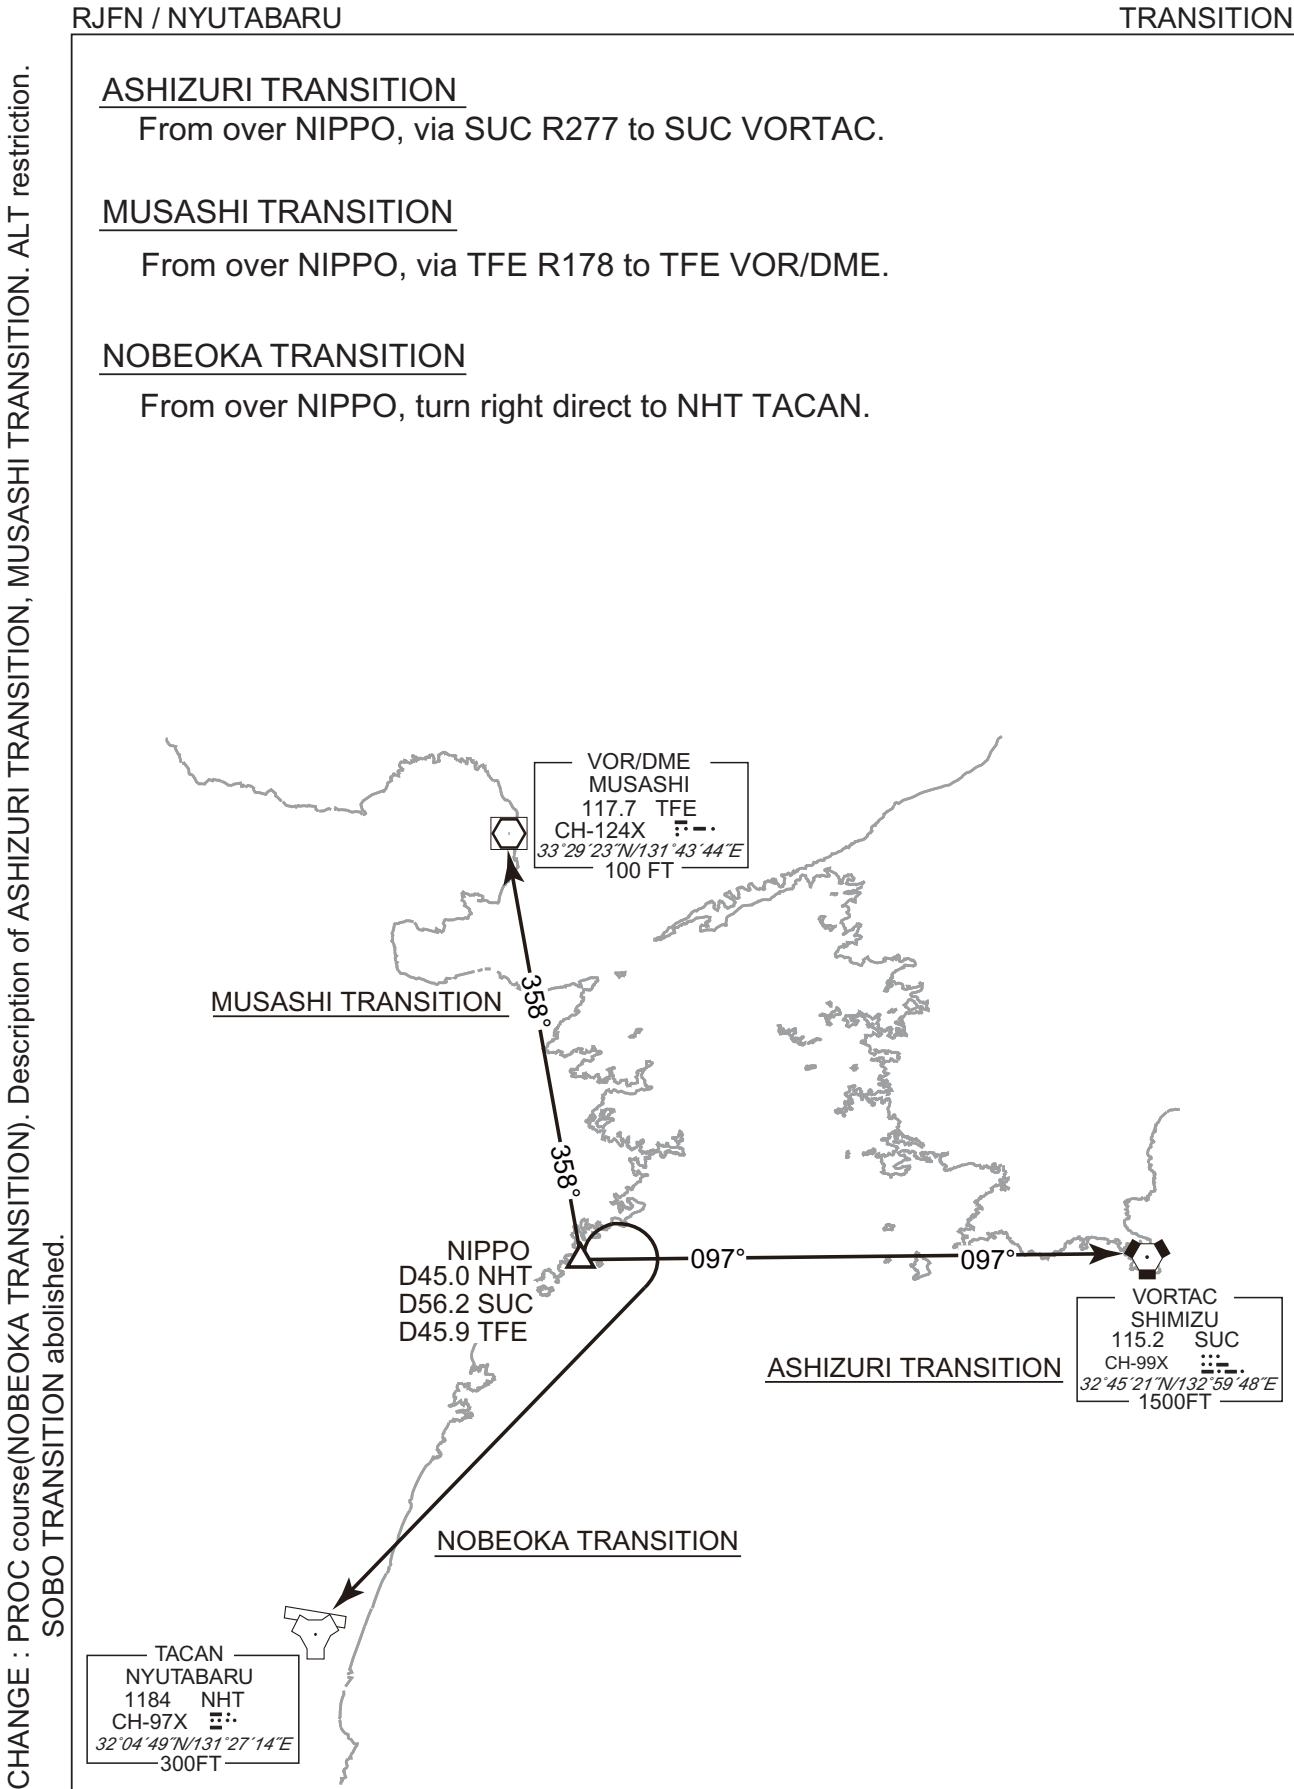 RJFN / NYUTABARU
TRANSITION
ASHIZURI TRANSITION
From over NIPPO, via SUC R277 to SUC VORTAC.
MUSASHI TRANSITION
From over NIPPO, via TFE R178 to TFE VOR/DME.
NOBEOKA TRANSITION
From over NIPPO, turn right direct to NHT TACAN.
VOR/DME
MUSASHI
117.7 TFE
CH-124X
33°29´23˝N/131°43´44˝E
100 FT
358°
MUSASHI TRANSITION
358°
NIPPO
D45.0 NHT
D56.2 SUC
D45.9 TFE
097°
097°
VORTAC
SHIMIZU
115.2 SUC
CH-99X
32°45´21˝N/132°59´48˝E
1500FT
ASHIZURI TRANSITION
NOBEOKA TRANSITION
TACAN
NYUTABARU
1184 NHT
CH-97X
32°04´49˝N/131°27´14˝E
300FT
CHANGE : PROC course(NOBEOKA TRANSITION). Description of ASHIZURI TRANSITION, MUSASHI TRANSITION. ALT restriction.
SOBO TRANSITION abolished.